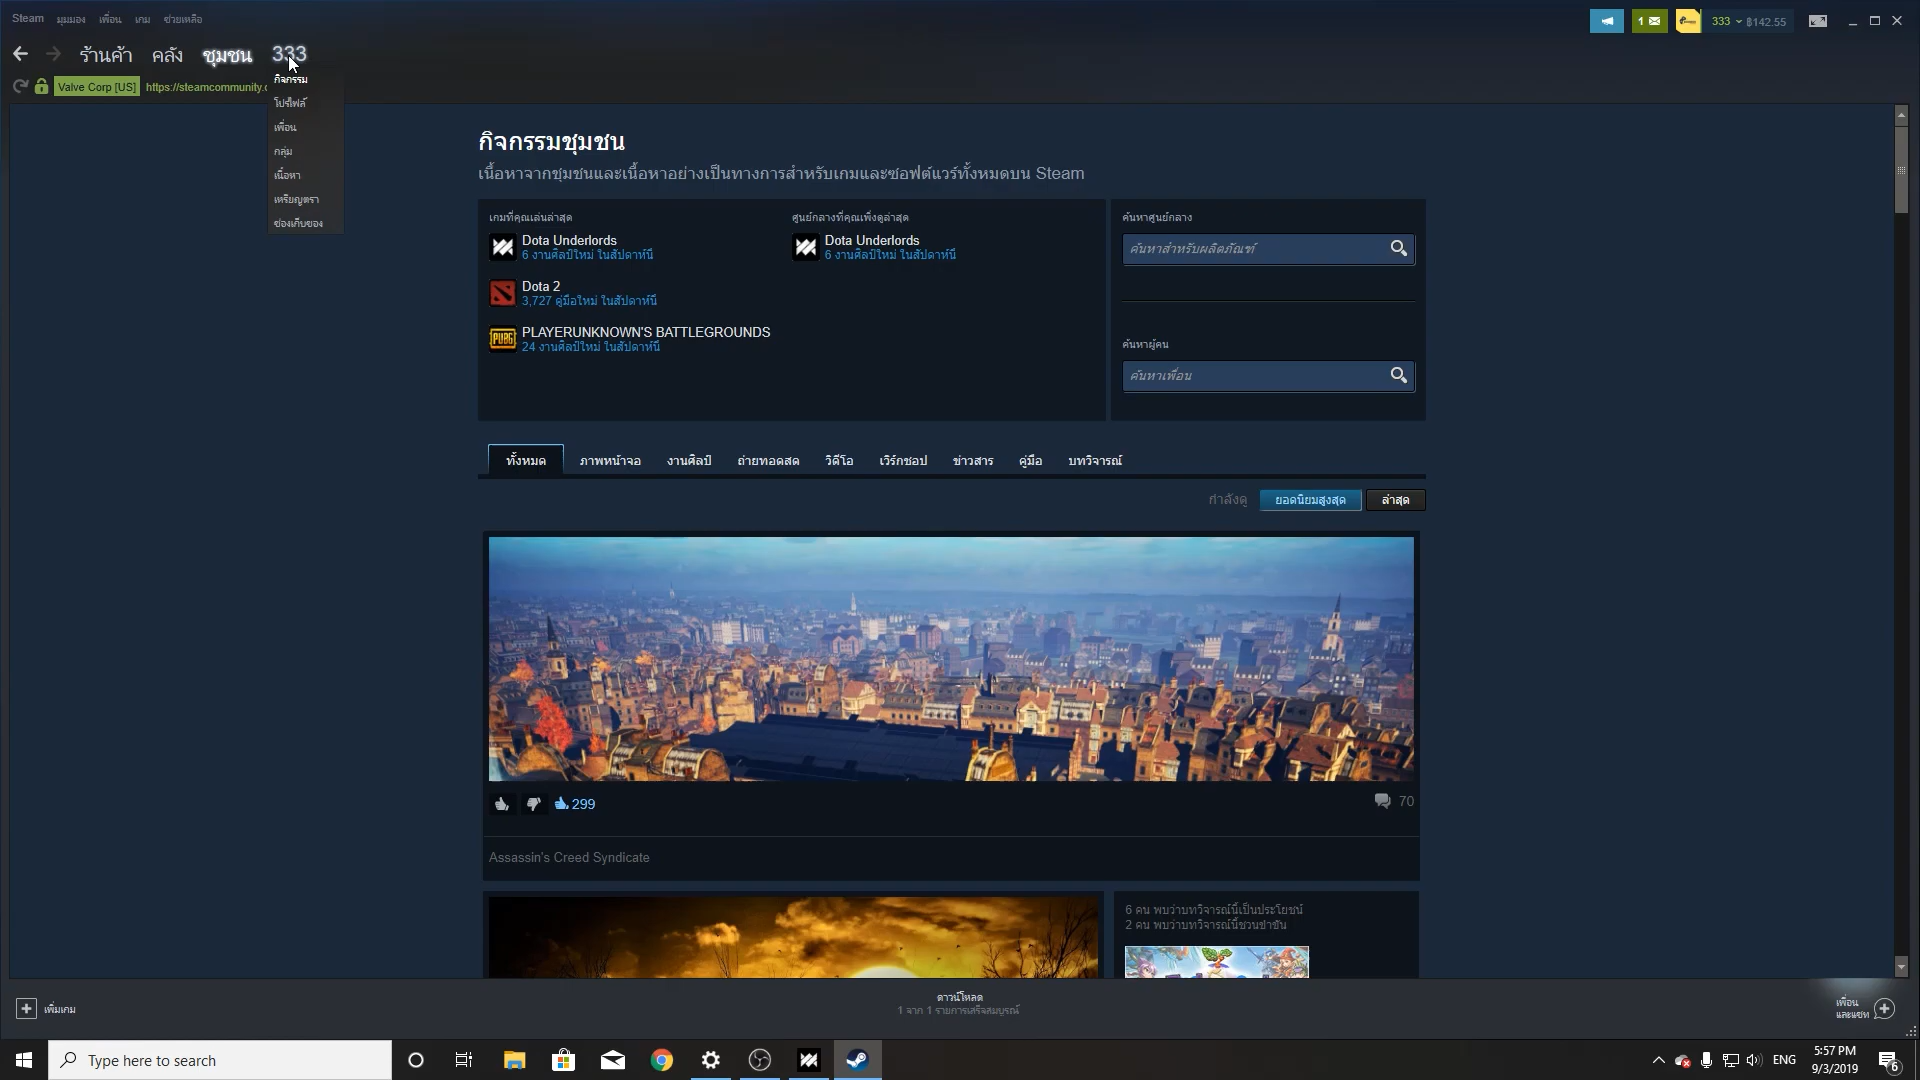 Steam มุมมอง เพื่อน เกม ช่วยเหลือ
1
333 ฿142.55
ร้านค้า คลัง ชุมชน 333
Valve Corp [US] https://steamcommunity.c
กิจกรรม
โปรไฟล์
เพื่อน
กลุ่ม
เนื้อหา
เหรียญตรา
ช่องเก็บของ
กิจกรรมชุมชน
เนื้อหาจากชุมชนและเนื้อหาอย่างเป็นทางการสำหรับเกมและซอฟต์แวร์ทั้งหมดบน Steam
เกมที่คุณเล่นล่าสุด
Dota Underlords
6 งานศิลป์ใหม่ ในสัปดาห์นี้
Dota 2
3,727 คู่มือใหม่ ในสัปดาห์นี้
PUBG
PLAYERUNKNOWN'S BATTLEGROUNDS
24 งานศิลป์ใหม่ ในสัปดาห์นี้
ศูนย์กลางที่คุณเพิ่งดูล่าสุด
Dota Underlords
6 งานศิลป์ใหม่ ในสัปดาห์นี้
ค้นหาศูนย์กลาง
ค้นหาสำหรับผลิตภัณฑ์
ค้นหาผู้คน
ค้นหาเพื่อน
ทั้งหมด ภาพหน้าจอ งานศิลป์ ถ่ายทอดสด วิดีโอ เวิร์กชอป ข่าวสาร คู่มือ บทวิจารณ์
กำลังดู ยอดนิยมสูงสุด ล่าสุด
299
70
Assassin's Creed Syndicate
6 คน พบว่าบทวิจารณ์นี้เป็นประโยชน์
2 คน พบว่าบทวิจารณ์นี้ชวนขำขัน
เพิ่มเกม
ดาวน์โหลด
1 จาก 1 รายการเสร็จสมบูรณ์
เพื่อน
และแชท
Type here to search
ENG
5:57 PM
9/3/2019
6